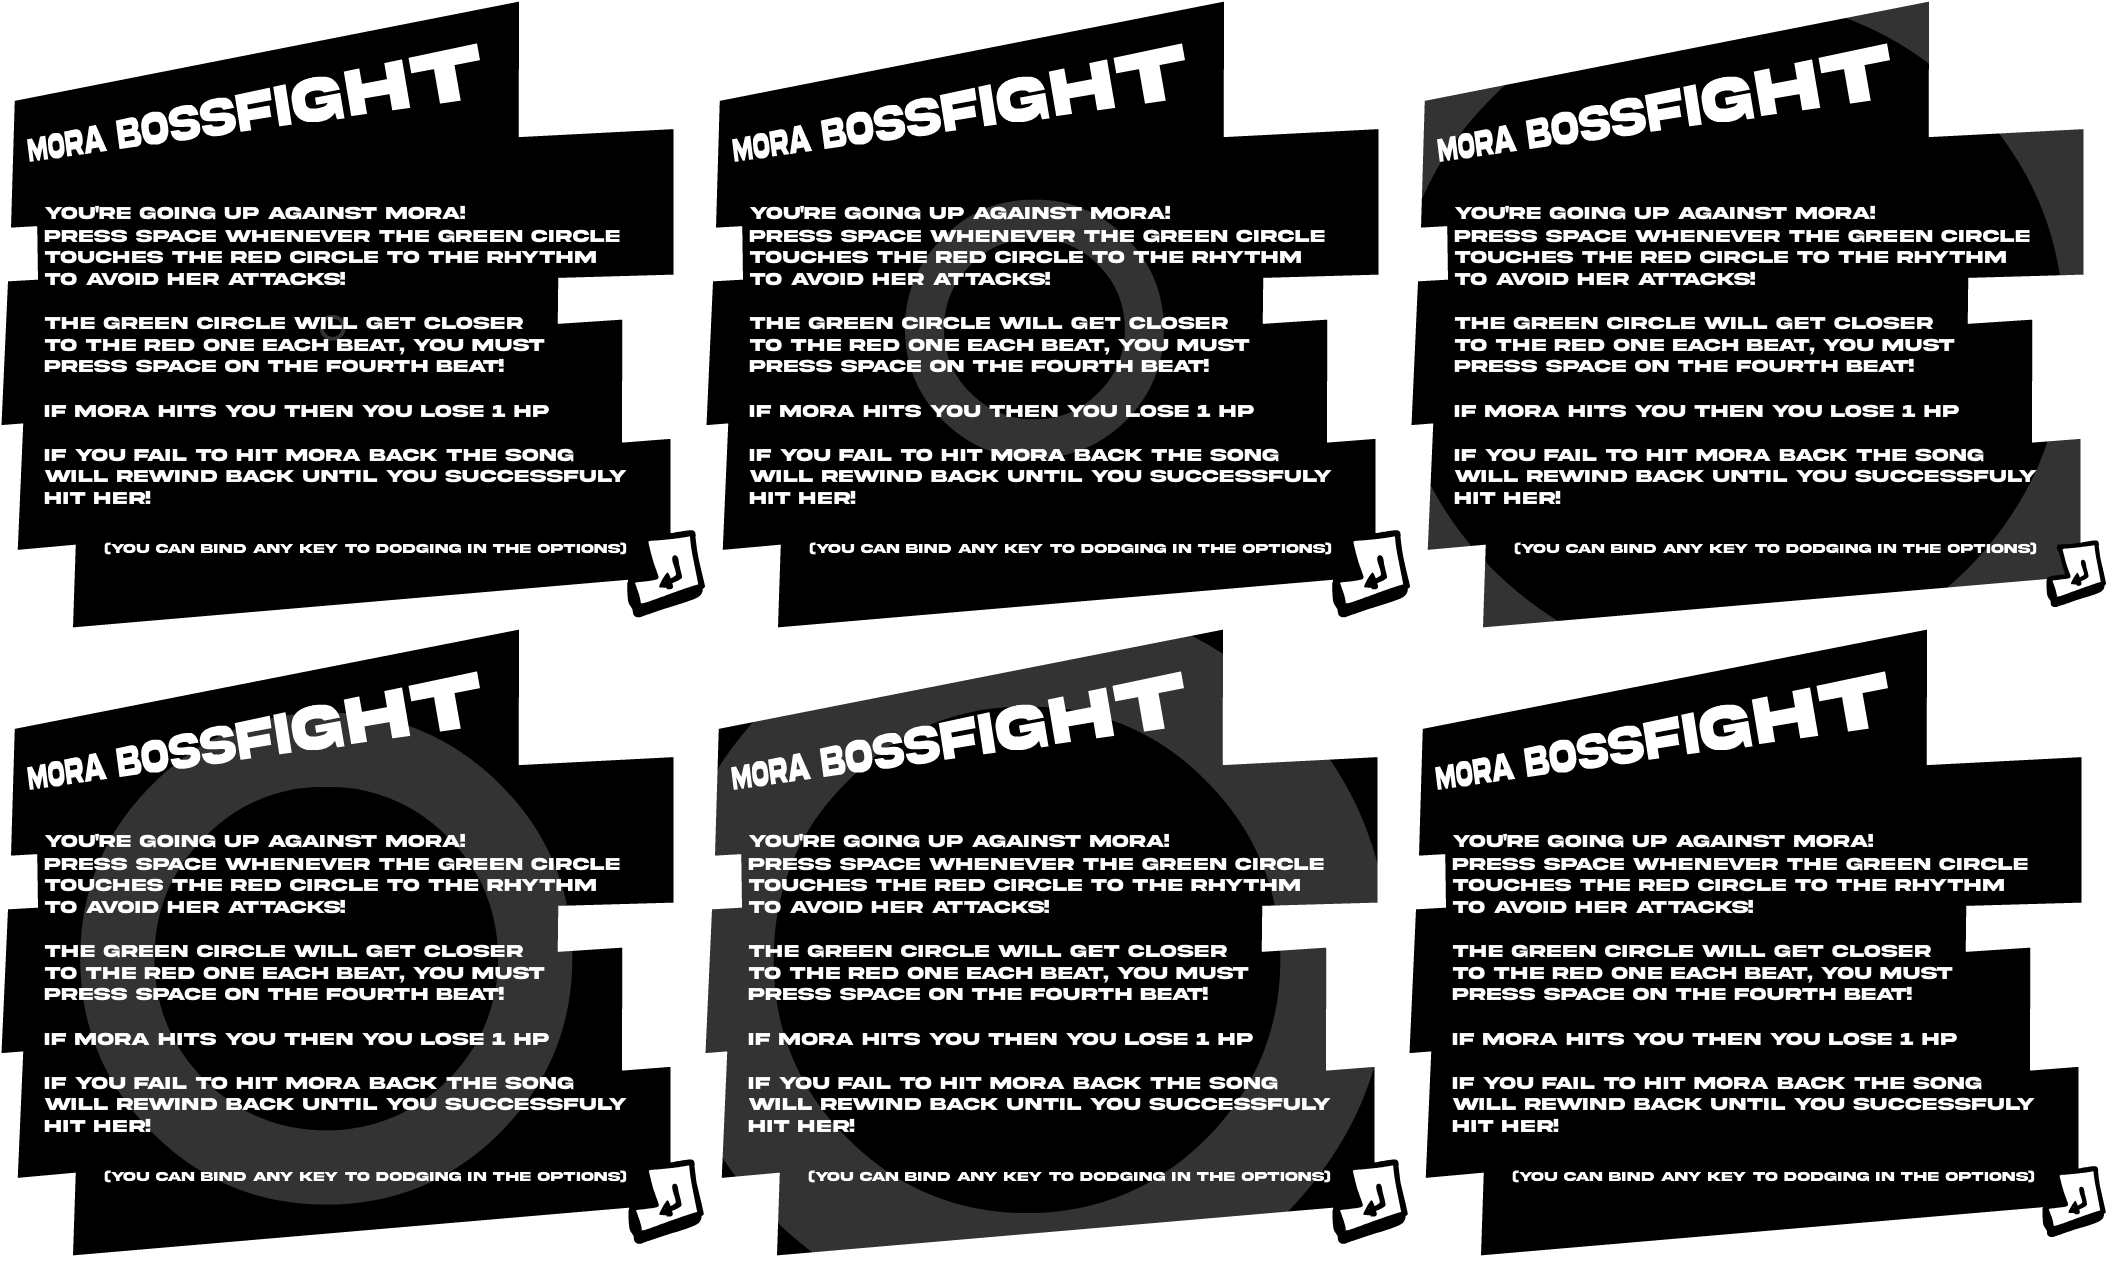 MORA BOSSFIGHT
YOU'RE GOING UP AGAINST MORA!
PRESS SPACE WHENEVER THE GREEN CIRCLE
TOUCHES THE RED CIRCLE TO THE RHYTHM
TO AVOID HER ATTACKS!
THE GREEN CIRCLE WILL GET CLOSER
TO THE RED ONE EACH BEAT, YOU MUST
PRESS SPACE ON THE FOURTH BEAT!
IF MORA HITS YOU THEN YOU LOSE 1 HP
IF YOU FAIL TO HIT MORA BACK THE SONG
WILL REWIND BACK UNTIL YOU SUCCESSFULY
HIT HER!
(YOU CAN BIND ANY KEY TO DODGING IN THE OPTIONS)
MORA BOSSFIGHT
YOU'RE GOING UP AGAINST MORA!
PRESS SPACE WHENEVER THE GREEN CIRCLE
TOUCHES THE RED CIRCLE TO THE RHYTHM
TO AVOID HER ATTACKS!
THE GREEN CIRCLE WILL GET CLOSER
TO THE RED ONE EACH BEAT, YOU MUST
PRESS SPACE ON THE FOURTH BEAT!
IF MORA HITS YOU THEN YOU LOSE 1 HP
IF YOU FAIL TO HIT MORA BACK THE SONG
WILL REWIND BACK UNTIL YOU SUCCESSFULY
HIT HER!
(YOU CAN BIND ANY KEY TO DODGING IN THE OPTIONS)
MORA BOSSFIGHT
YOU'RE GOING UP AGAINST MORA!
PRESS SPACE WHENEVER THE GREEN CIRCLE
TOUCHES THE RED CIRCLE TO THE RHYTHM
TO AVOID HER ATTACKS!
THE GREEN CIRCLE WILL GET CLOSER
TO THE RED ONE EACH BEAT, YOU MUST
PRESS SPACE ON THE FOURTH BEAT!
IF MORA HITS YOU THEN YOU LOSE 1 HP
IF YOU FAIL TO HIT MORA BACK THE SONG
WILL REWIND BACK UNTIL YOU SUCCESSFULY
HIT HER!
(YOU CAN BIND ANY KEY TO DODGING IN THE OPTIONS)
MORA BOSSFIGHT
YOU'RE GOING UP AGAINST MORA!
PRESS SPACE WHENEVER THE GREEN CIRCLE
TOUCHES THE RED CIRCLE TO THE RHYTHM
TO AVOID HER ATTACKS!
THE GREEN CIRCLE WILL GET CLOSER
TO THE RED ONE EACH BEAT, YOU MUST
PRESS SPACE ON THE FOURTH BEAT!
IF MORA HITS YOU THEN YOU LOSE 1 HP
IF YOU FAIL TO HIT MORA BACK THE SONG
WILL REWIND BACK UNTIL YOU SUCCESSFULY
HIT HER!
(YOU CAN BIND ANY KEY TO DODGING IN THE OPTIONS)
MORA BOSSFIGHT
YOU'RE GOING UP AGAINST MORA!
PRESS SPACE WHENEVER THE GREEN CIRCLE
TOUCHES THE RED CIRCLE TO THE RHYTHM
TO AVOID HER ATTACKS!
THE GREEN CIRCLE WILL GET CLOSER
TO THE RED ONE EACH BEAT, YOU MUST
PRESS SPACE ON THE FOURTH BEAT!
IF MORA HITS YOU THEN YOU LOSE 1 HP
IF YOU FAIL TO HIT MORA BACK THE SONG
WILL REWIND BACK UNTIL YOU SUCCESSFULY
HIT HER!
(YOU CAN BIND ANY KEY TO DODGING IN THE OPTIONS)
MORA BOSSFIGHT
YOU'RE GOING UP AGAINST MORA!
PRESS SPACE WHENEVER THE GREEN CIRCLE
TOUCHES THE RED CIRCLE TO THE RHYTHM
TO AVOID HER ATTACKS!
THE GREEN CIRCLE WILL GET CLOSER
TO THE RED ONE EACH BEAT, YOU MUST
PRESS SPACE ON THE FOURTH BEAT!
IF MORA HITS YOU THEN YOU LOSE 1 HP
IF YOU FAIL TO HIT MORA BACK THE SONG
WILL REWIND BACK UNTIL YOU SUCCESSFULY
HIT HER!
(YOU CAN BIND ANY KEY TO DODGING IN THE OPTIONS)